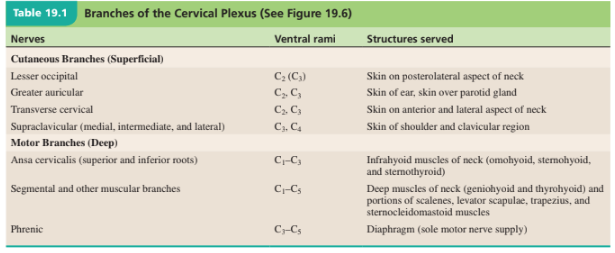 Table 19.1 Branches of the Cervical Plexus (See Figure 19.6)
Nerves Ventral rami Structures served
Cutaneous Branches (Superficial)
Lesser occipital C₂ (C₃) Skin on posterolateral aspect of neck
Greater auricular C₂, C₃ Skin of ear, skin over parotid gland
Transverse cervical C₂, C₃ Skin on anterior and lateral aspect of neck
Supraclavicular (medial, intermediate, and lateral) C₃, C₄ Skin of shoulder and clavicular region
Motor Branches (Deep)
Ansa cervicalis (superior and inferior roots) C₁–C₃ Infrahyoid muscles of neck (omohyoid, sternohyoid,
and sternothyroid)
Segmental and other muscular branches C₁–C₅ Deep muscles of neck (geniohyoid and thyrohyoid) and
portions of scalenes, levator scapulae, trapezius, and
sternocleidomastoid muscles
Phrenic C₃–C₅ Diaphragm (sole motor nerve supply)